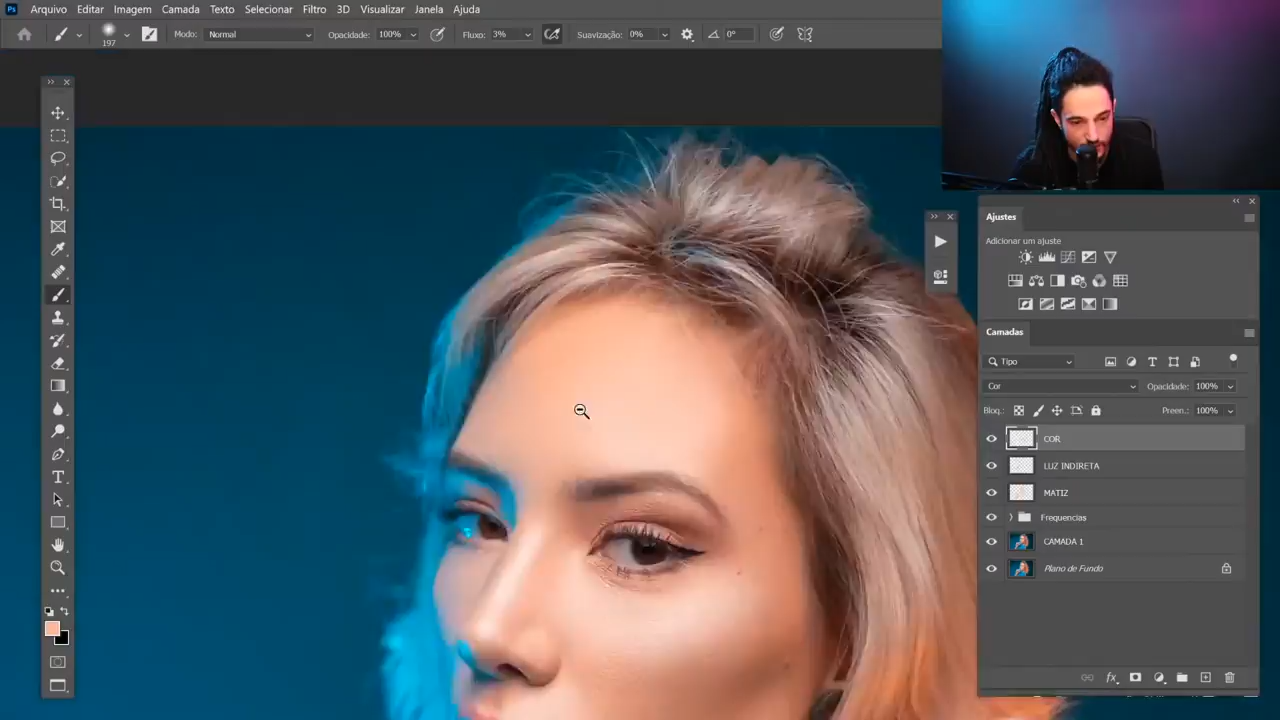 Ps Arquivo Editar Imagem Camada Texto Selecionar Filtro 3D Visualizar Janela Ajuda
197 Modo: Normal Opacidade: 100% Fluxo: 3% Suavização: 0% 0°
Ajustes
Adicionar um ajuste
Camadas
Tipo
Cor Opacidade: 100%
Bloq.: Preen.: 100%
COR
LUZ INDIRETA
MATIZ
Frequencias
CAMADA 1
Plano de Fundo
T
fx